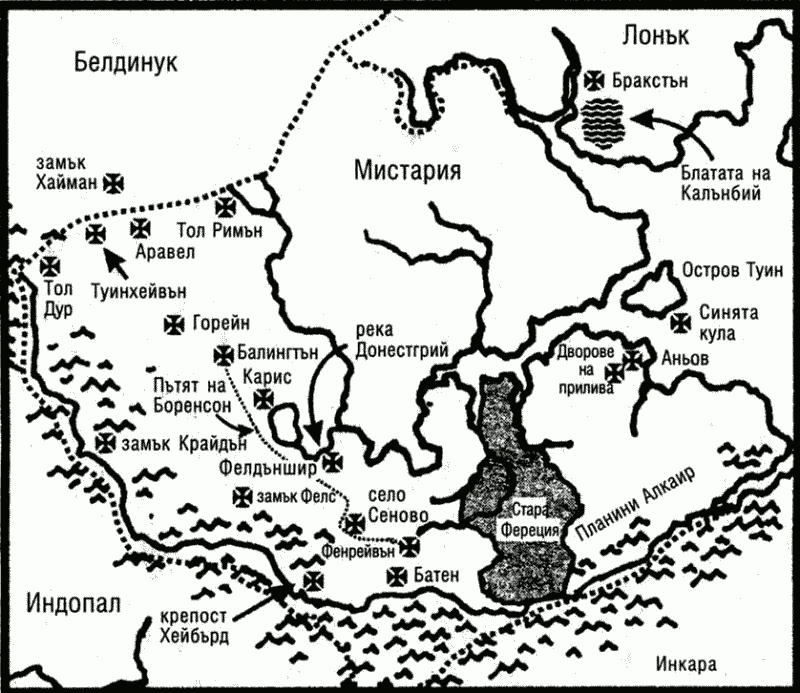 Белдинук
Лонък
Бракстън
Мистария
замък
Хайман
Блатата на
Калънбий
Тол Римън
Аравел
Туинхейвън
Тол
Дур
Остров Туин
Синята
кула
Горейн
река
Донестгрий
Балингтън
Карис
Дворове
на
прилива
Аньов
Пътят на
Боренсон
замък Крайдън
Фелдъншир
замък Фелс
село
Сеново
Стара
Фереция
Планини Алкаир
Фенрейвън
Батен
Индопал
крепост
Хейбърд
Инкара